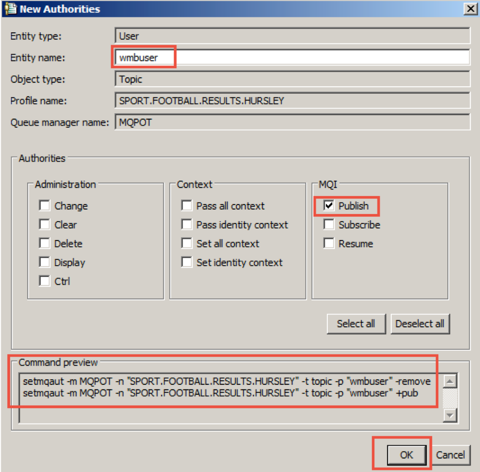 New Authorities
Entity type: User
Entity name: wmbuser
Object type: Topic
Profile name: SPORT.FOOTBALL.RESULTS.HURSLEY
Queue manager name: MQPOT
Authorities
Administration
Change
Clear
Delete
Display
Ctrl
Context
Pass all context
Pass identity context
Set all context
Set identity context
MQI
Publish
Subscribe
Resume
Select all
Deselect all
Command preview
setmqaut -m MQPOT -n "SPORT.FOOTBALL.RESULTS.HURSLEY" -t topic -p "wmbuser" -remove
setmqaut -m MQPOT -n "SPORT.FOOTBALL.RESULTS.HURSLEY" -t topic -p "wmbuser" +pub
OK
Cancel